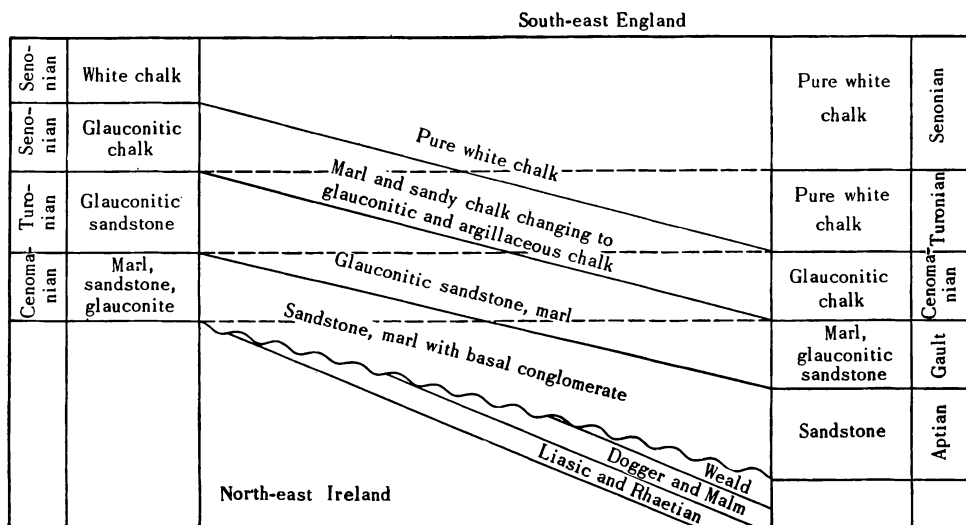 South-east England
Seno-
nian
White chalk
Seno-
nian
Glauconitic
chalk
Turo-
nian
Glauconitic
sandstone
Cenoma-
nian
Marl,
sandstone,
glauconite
Pure white chalk
Marl and sandy chalk changing to
glauconitic and argillaceous chalk
Glauconitic sandstone, marl
Sandstone, marl with basal conglomerate
Weald
Dogger and Malm
Liasic and Rhaetian
North-east Ireland
Pure white
chalk
Senonian
Pure white
chalk
Turonian
Glauconitic
chalk
Cenoma-
nian
Marl,
glauconitic
sandstone
Gault
Sandstone
Aptian